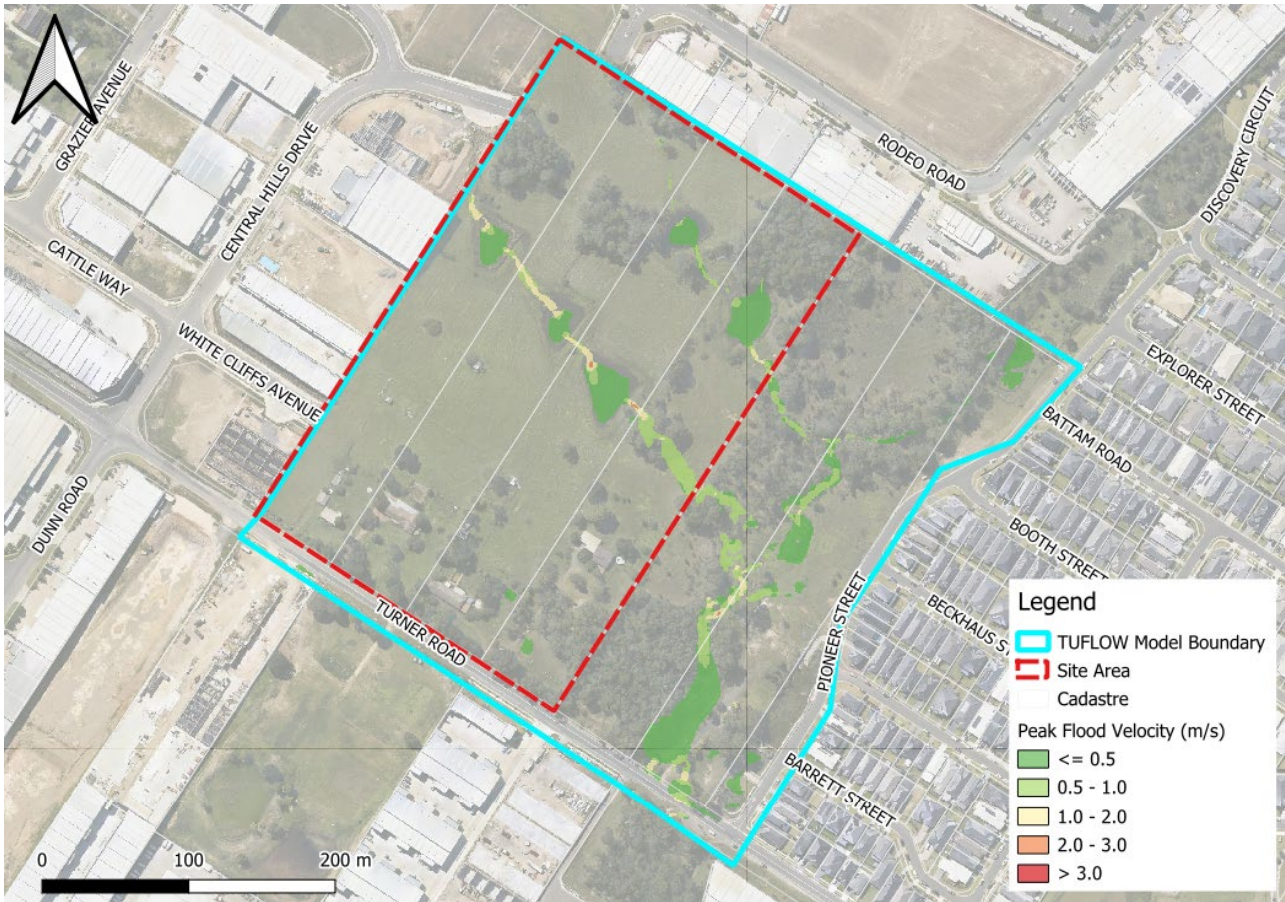 GRAZIER AVENUE
CENTRAL HILLS DRIVE
CATTLE WAY
WHITE CLIFFS AVENUE
DUNN ROAD
RODEO ROAD
DISCOVERY CIRCUIT
EXPLORER STREET
BATTAM ROAD
BOOTH STREET
BECKHAUS S
PIONEER STREET
TURNER ROAD
BARRETT STREET
Legend
TUFLOW Model Boundary
Site Area
Cadastre
Peak Flood Velocity (m/s)
<= 0.5
0.5 - 1.0
1.0 - 2.0
2.0 - 3.0
> 3.0
0 100 200 m